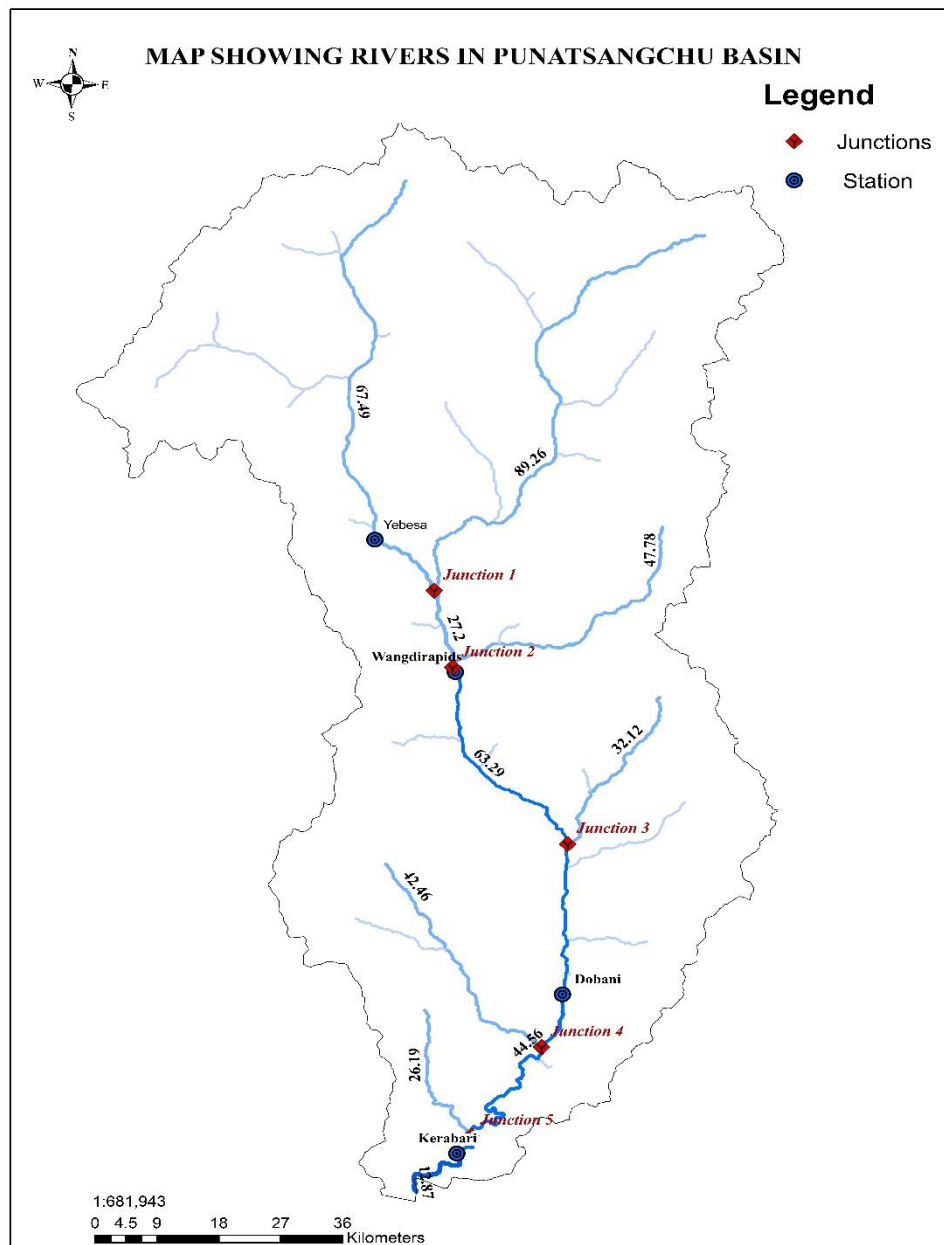 MAP SHOWING RIVERS IN PUNATSANGCHU BASIN
N
W E
S
Legend
Junctions
Station
67.49
89.26
Yebesa
47.78
Junction 1
27.2
Wangdirapids
Junction 2
32.12
63.29
Junction 3
42.46
Dobani
Junction 4
44.56
26.19
Junction 5
Kerabari
12.87
1:681,943
0 4.5 9 18 27 36
Kilometers